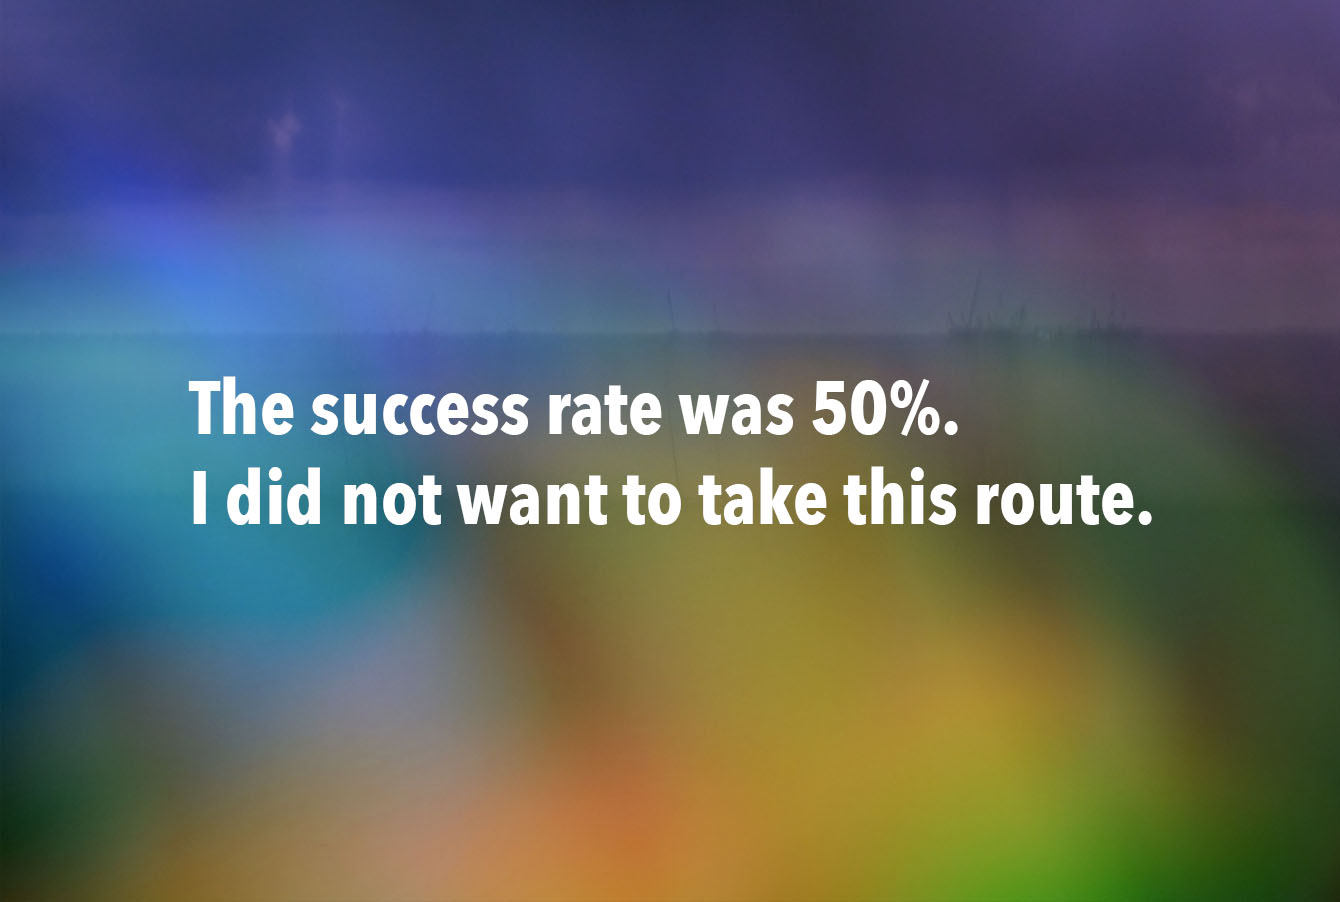 The success rate was 50%.
I did not want to take this route.